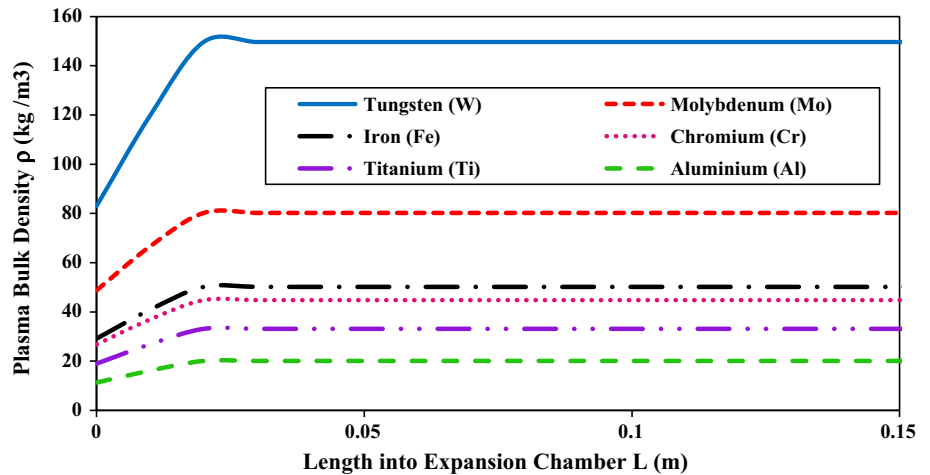 160
140
120
100
80
60
40
20
0
Plasma Bulk Density ρ (kg /m3)
Tungsten (W)
Molybdenum (Mo)
Iron (Fe)
Chromium (Cr)
Titanium (Ti)
Aluminium (Al)
0
0.05
0.1
0.15
Length into Expansion Chamber L (m)